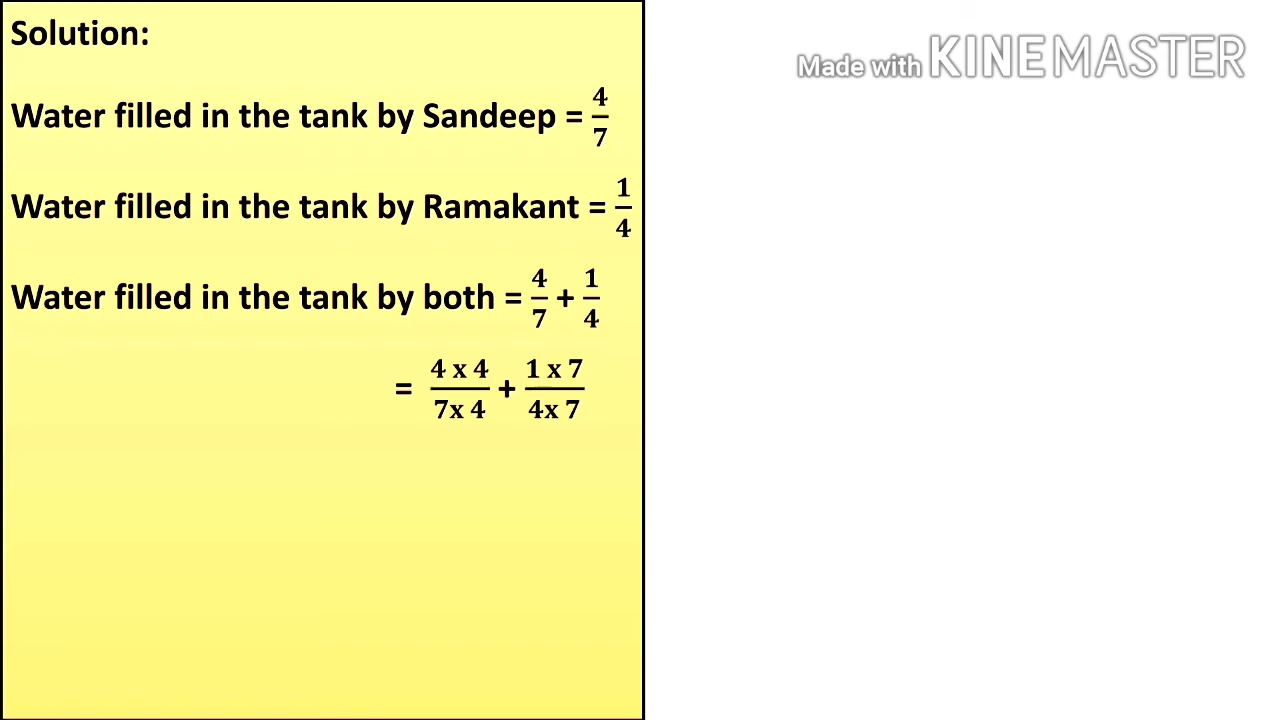 Solution:
Made with KINEMASTER
Water filled in the tank by Sandeep = 4/7
Water filled in the tank by Ramakant = 1/4
Water filled in the tank by both = 4/7 + 1/4
= 4 x 4/7x 4 + 1 x 7/4x 7